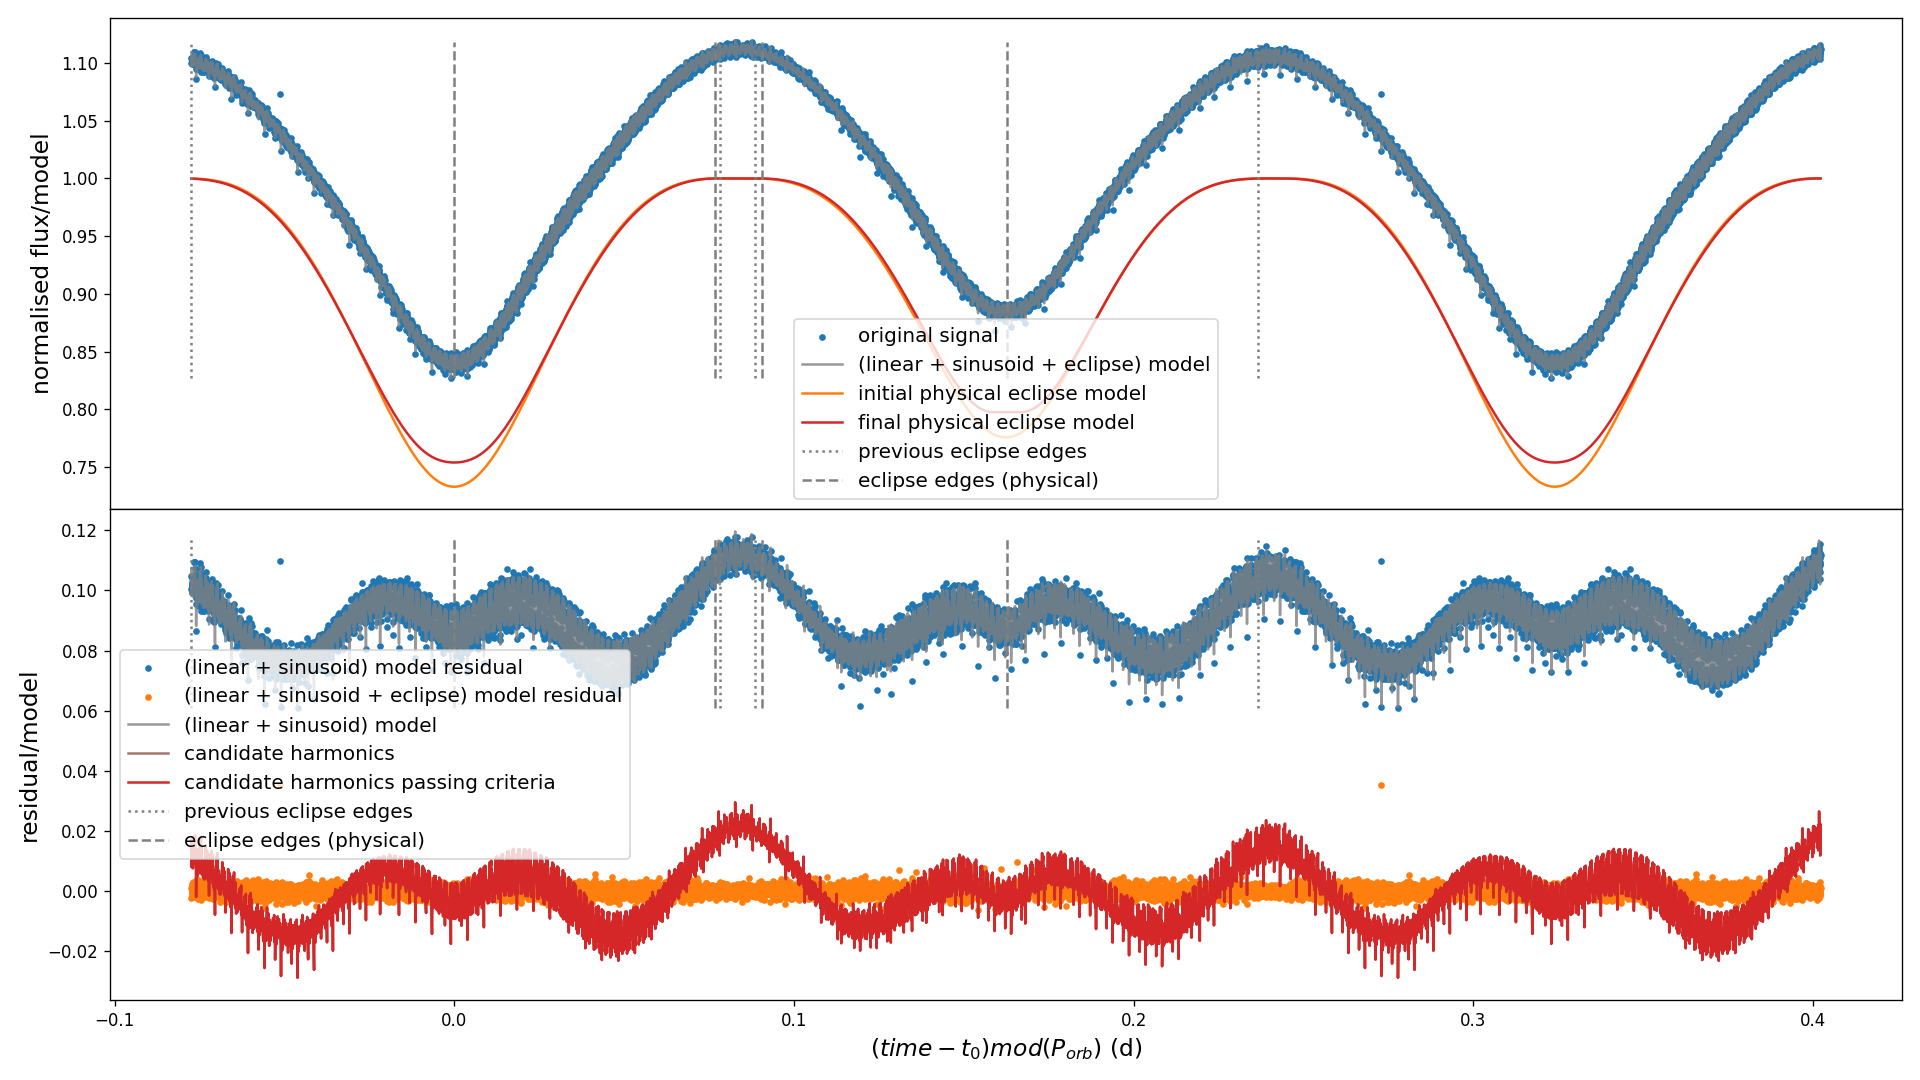 normalised flux/model
1.10
1.05
1.00
0.95
0.90
0.85
0.80
0.75
original signal
(linear + sinusoid + eclipse) model
initial physical eclipse model
final physical eclipse model
previous eclipse edges
eclipse edges (physical)
residual/model
0.12
0.10
0.08
0.06
0.04
0.02
0.00
−0.02
(linear + sinusoid) model residual
(linear + sinusoid + eclipse) model residual
(linear + sinusoid) model
candidate harmonics
candidate harmonics passing criteria
previous eclipse edges
eclipse edges (physical)
−0.1 0.0 0.1 0.2 0.3 0.4
(time − t₀)mod(Pₒᵣb) (d)